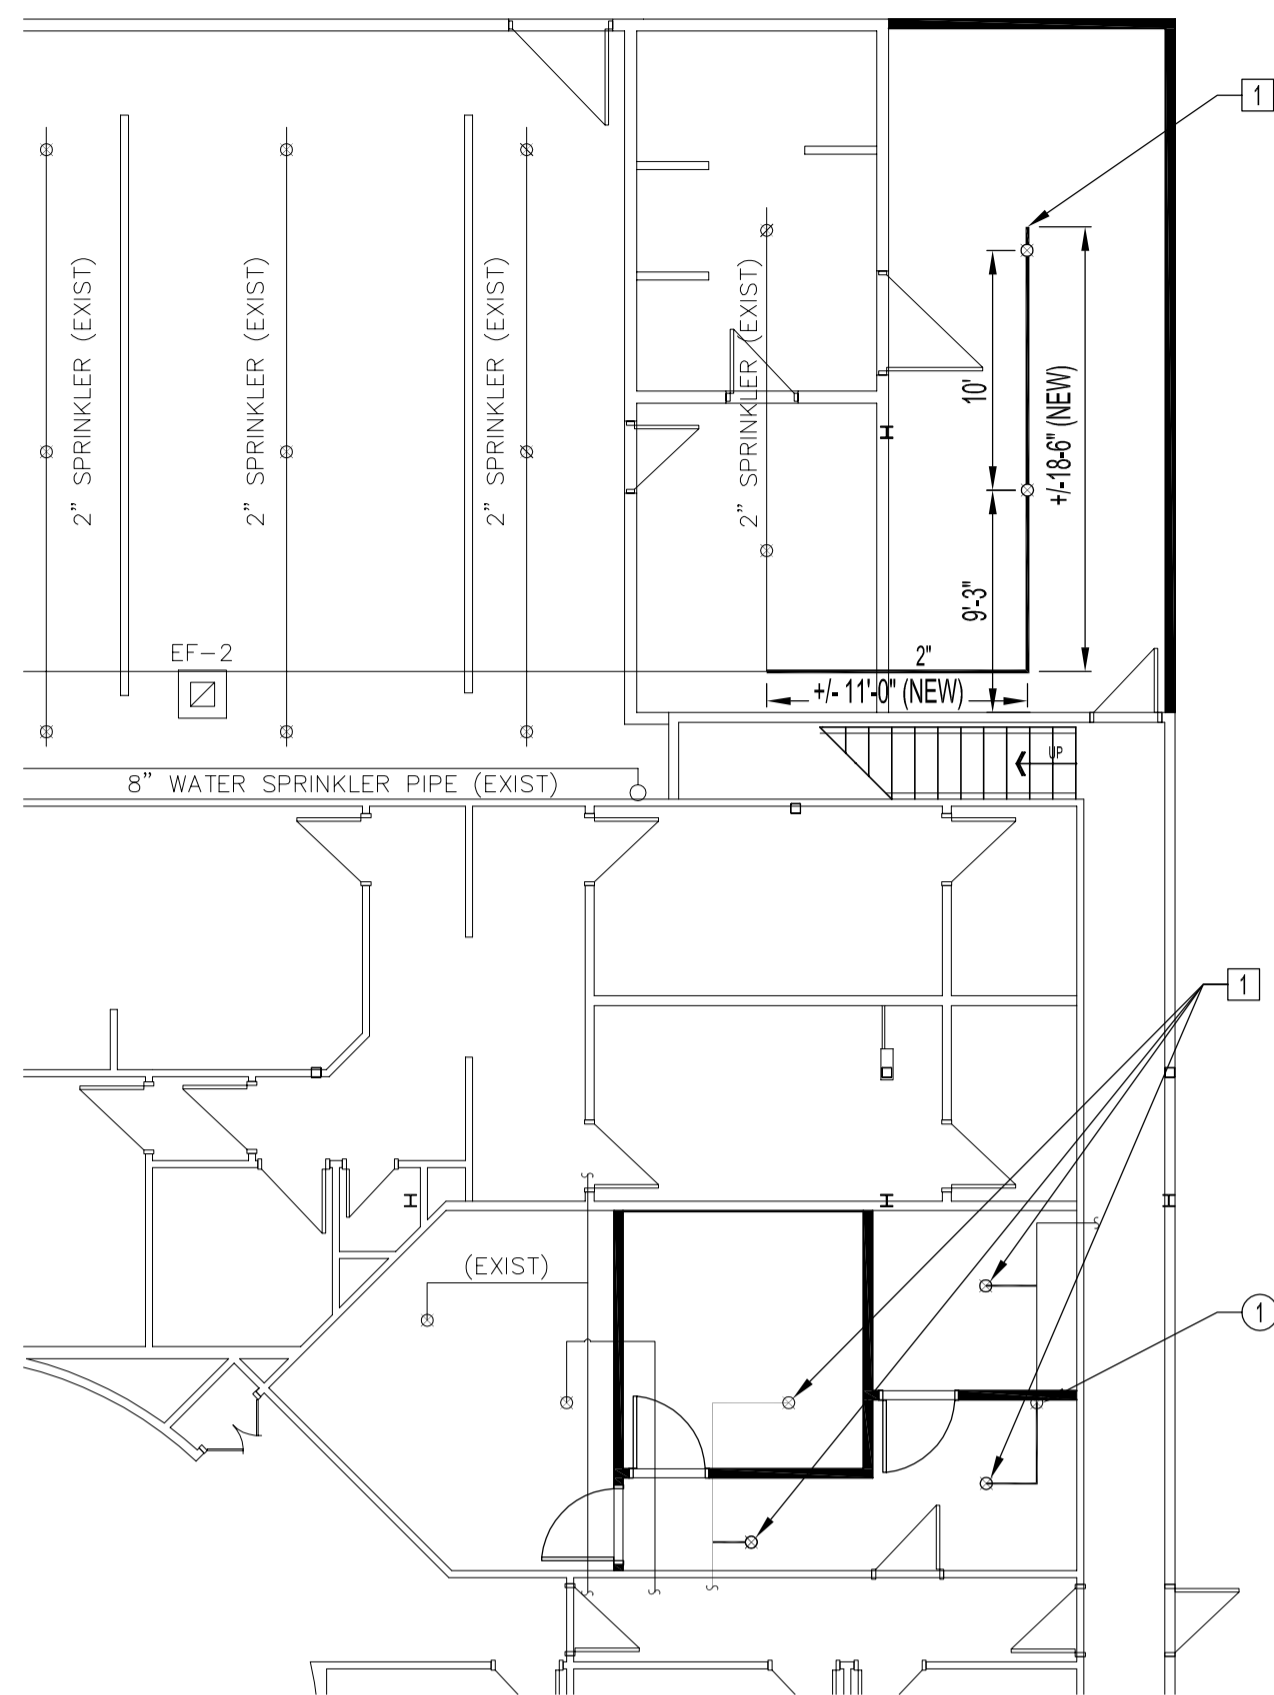 1
2” SPRINKLER (EXIST)
2” SPRINKLER (EXIST)
2” SPRINKLER (EXIST)
2” SPRINKLER (EXIST)
10'
+/-18-6" (NEW)
9'-3"
EF-2
2"
+/- 11'-0" (NEW)
UP
8” WATER SPRINKLER PIPE (EXIST)
1
(EXIST)
1